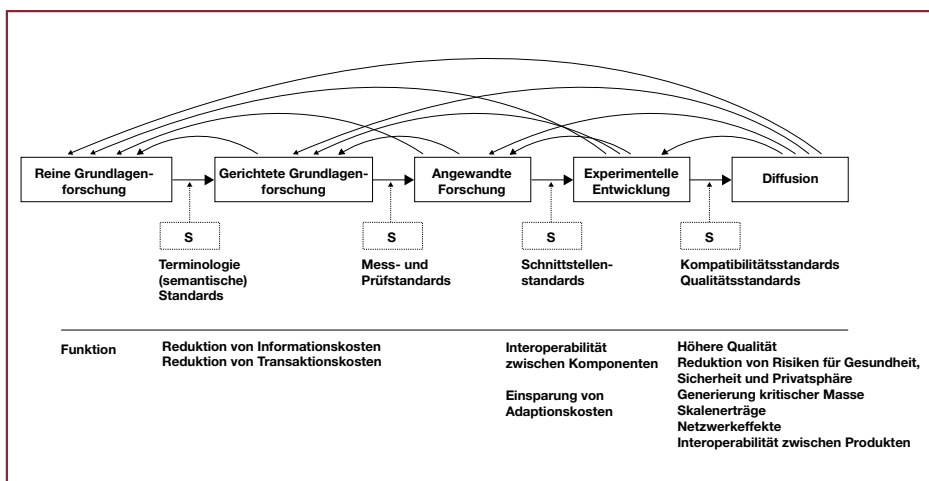 Reine Grundlagen-
forschung
Gerichtete Grundlagen-
forschung
Angewandte
Forschung
Experimentelle
Entwicklung
Diffusion
S
S
S
S
Terminologie
(semantische)
Standards
Mess- und
Prüfstandards
Schnittstellen-
standards
Kompatibilitätsstandards
Qualitätsstandards
Funktion
Reduktion von Informationskosten
Reduktion von Transaktionskosten
Interoperabilität
zwischen Komponenten
Einsparung von
Adaptionskosten
Höhere Qualität
Reduktion von Risiken für Gesundheit,
Sicherheit und Privatsphäre
Generierung kritischer Masse
Skalenerträge
Netzwerkeffekte
Interoperabilität zwischen Produkten